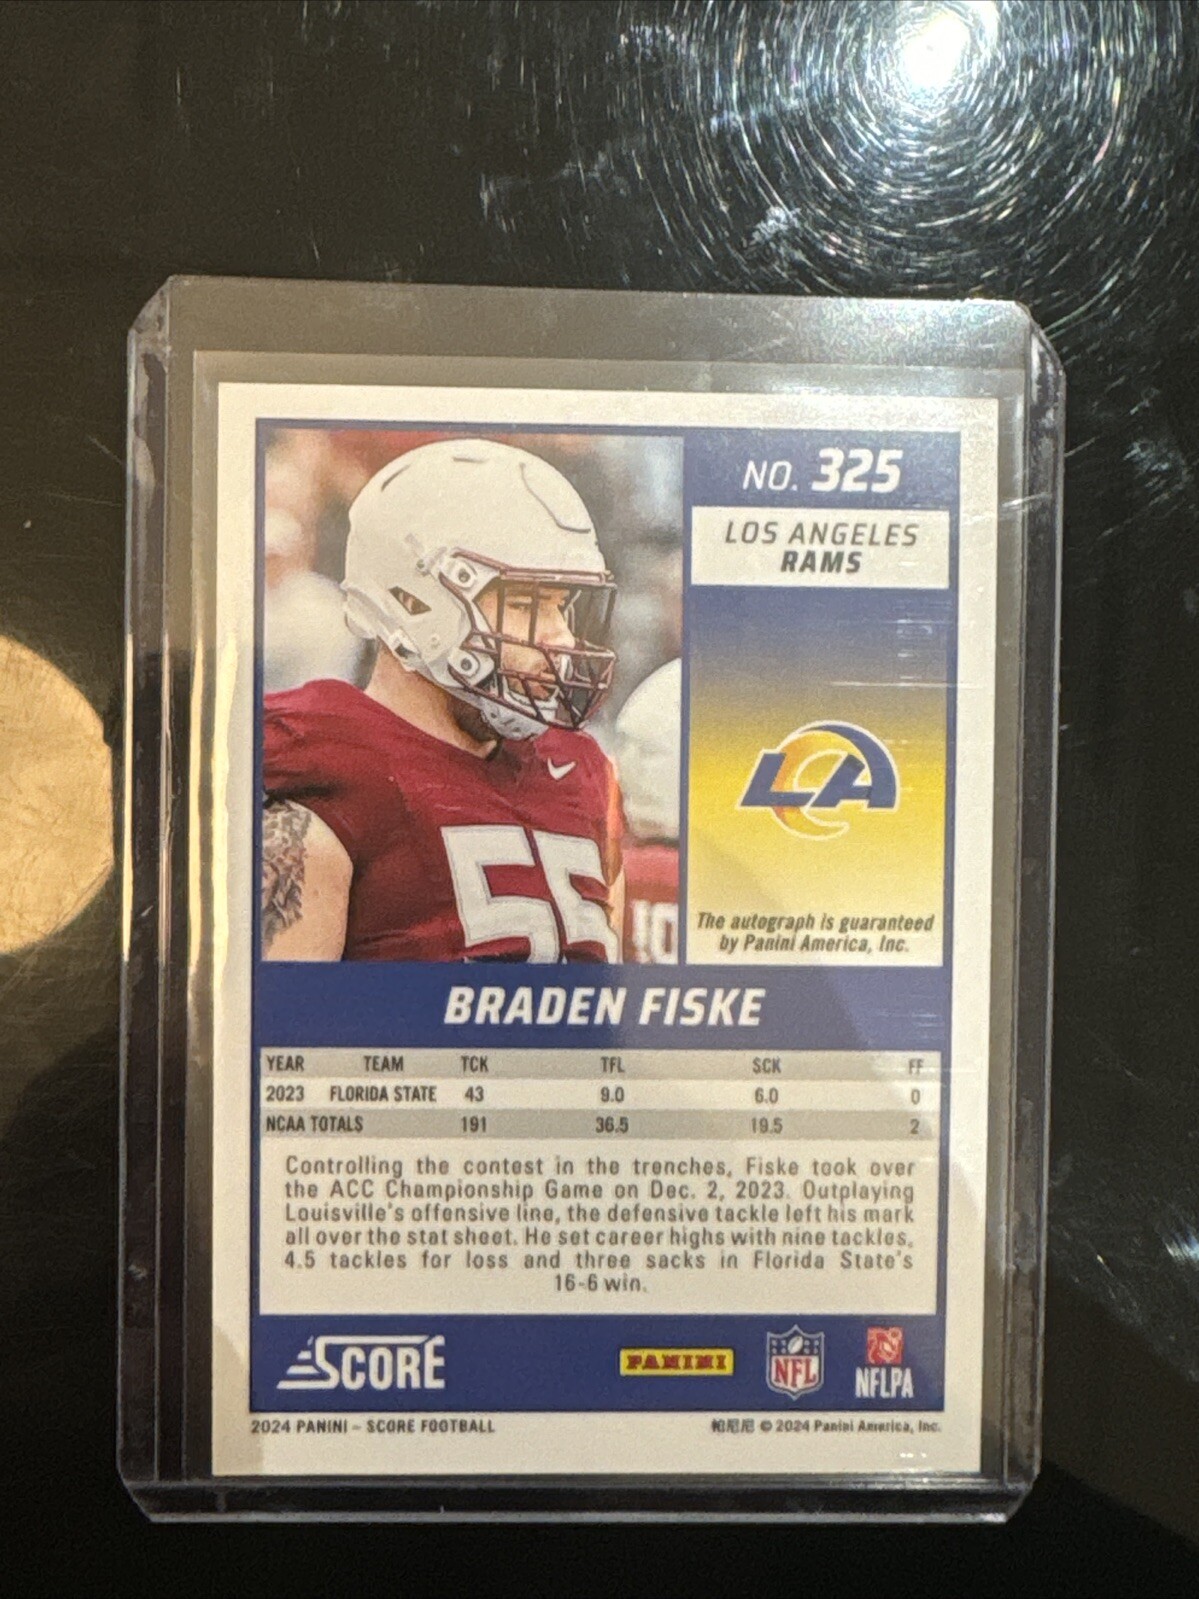 NO. 325
LOS ANGELES
RAMS
55
LA
The autograph is guaranteed
by Panini America, Inc.
BRADEN FISKE
YEAR TEAM TCK TFL SCK FF
2023 FLORIDA STATE 43 9.0 6.0 0
NCAA TOTALS 191 36.5 19.5 2
Controlling the contest in the trenches, Fiske took over
the ACC Championship Game on Dec. 2, 2023. Outplaying
Louisville's offensive line, the defensive tackle left his mark
all over the stat sheet. He set career highs with nine tackles,
4.5 tackles for loss and three sacks in Florida State's
16-6 win.
SCORE PANINI NFL NFLPA
2024 PANINI – SCORE FOOTBALL 帕尼尼 © 2024 Panini America, Inc.